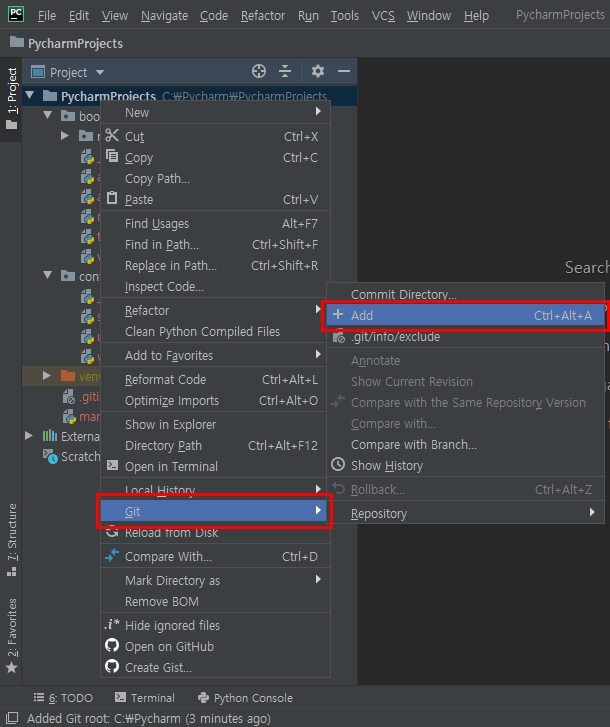 PC File Edit View Navigate Code Refactor Run Tools VCS Window Help PycharmProjects
PycharmProjects
1: Project
Project
PycharmProjects C:₩Pycharm₩PycharmProjects
boo
con
ven
.giti
mar
Externa
Scratch
New
Cut Ctrl+X
Copy Ctrl+C
Copy Path...
Paste Ctrl+V
Find Usages Alt+F7
Find in Path... Ctrl+Shift+F
Replace in Path... Ctrl+Shift+R
Inspect Code...
Refactor
Clean Python Compiled Files
Add to Favorites
Reformat Code Ctrl+Alt+L
Optimize Imports Ctrl+Alt+O
Show in Explorer
Directory Path Ctrl+Alt+F12
Open in Terminal
Local History
Git
Reload from Disk
Compare With... Ctrl+D
Mark Directory as
Remove BOM
.i* Hide ignored files
Open on GitHub
Create Gist...
Search
Commit Directory...
+ Add Ctrl+Alt+A
.git/info/exclude
Annotate
Show Current Revision
Compare with the Same Repository Version
Compare with...
Compare with Branch...
Show History
Rollback... Ctrl+Alt+Z
Repository
7: Structure
2: Favorites
6: TODO Terminal Python Console
Added Git root: C:₩Pycharm (3 minutes ago)